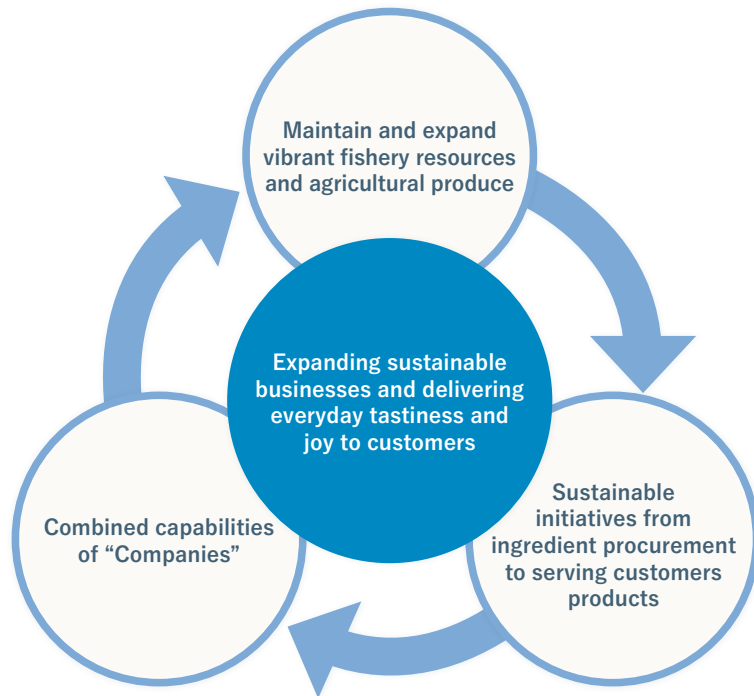 Maintain and expand
vibrant fishery resources
and agricultural produce
Expanding sustainable
businesses and delivering
everyday tastiness and
joy to customers
Combined capabilities
of “Companies”
Sustainable
initiatives from
ingredient procurement
to serving customers
products